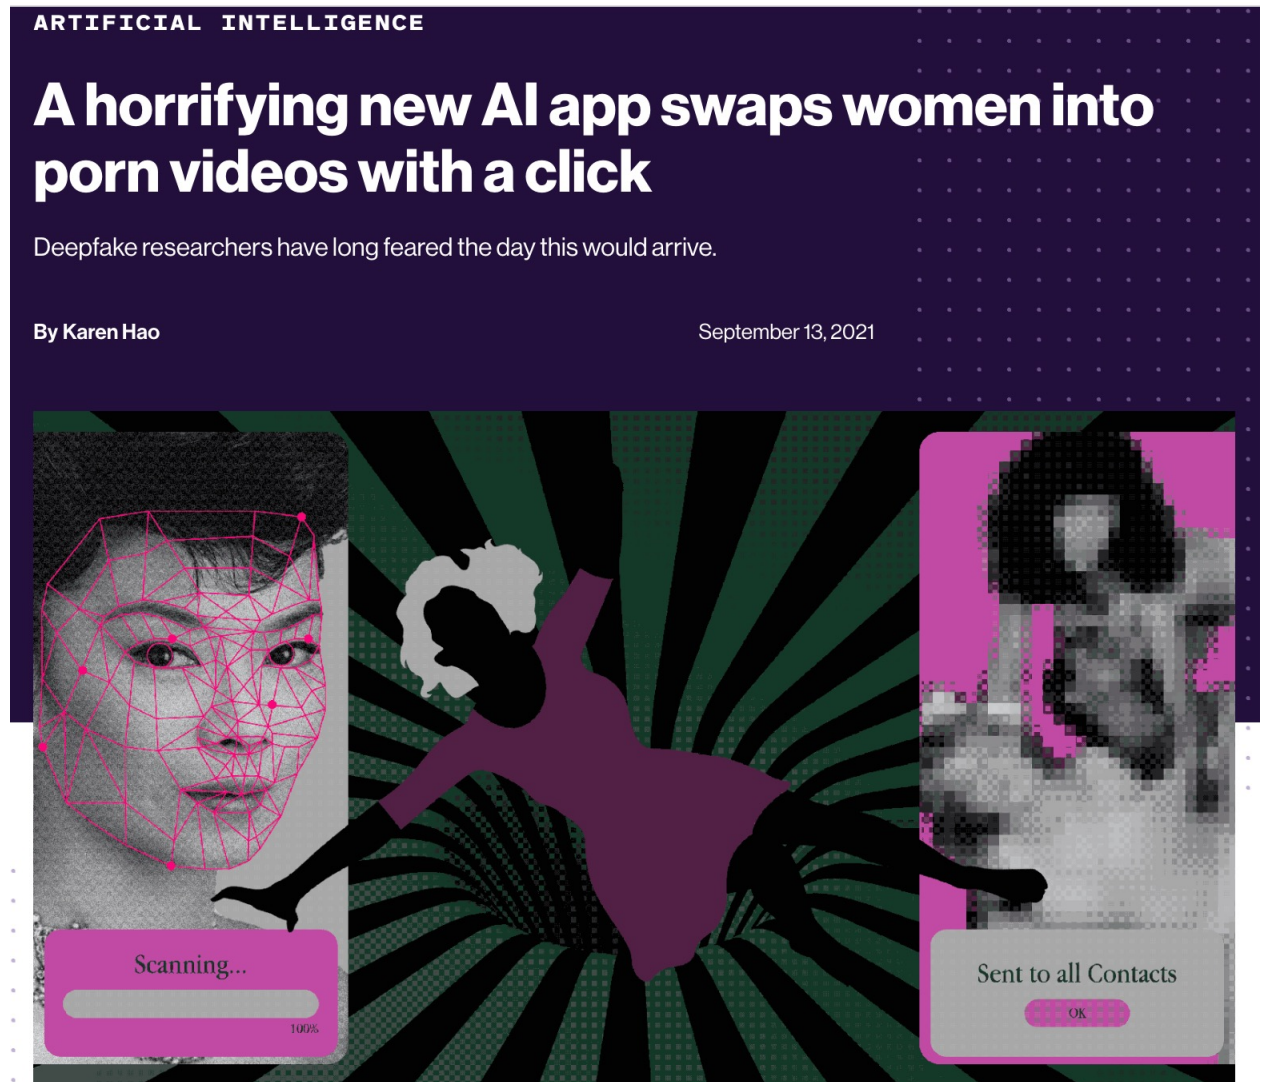 ARTIFICIAL INTELLIGENCE
A horrifying new AI app swaps women into
porn videos with a click
Deepfake researchers have long feared the day this would arrive.
By Karen Hao
September 13, 2021
Scanning...
100%
Sent to all Contacts
OK